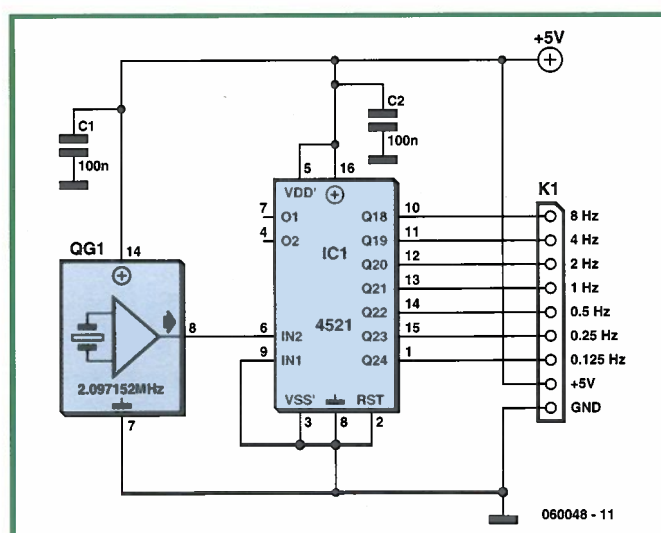 +5V
C1
100n
C2
100n
5
16
VDD'
K1
7
O1
Q18
10
8 Hz
4
O2
Q19
11
4 Hz
IC1
Q20
12
2 Hz
14
Q21
13
1 Hz
QG1
4521
Q22
14
0.5 Hz
8
6
IN2
Q23
15
0.25 Hz
9
IN1
Q24
1
0.125 Hz
2.097152MHz
VSS'
RST
+5V
7
3
8
2
GND
060048 - 11